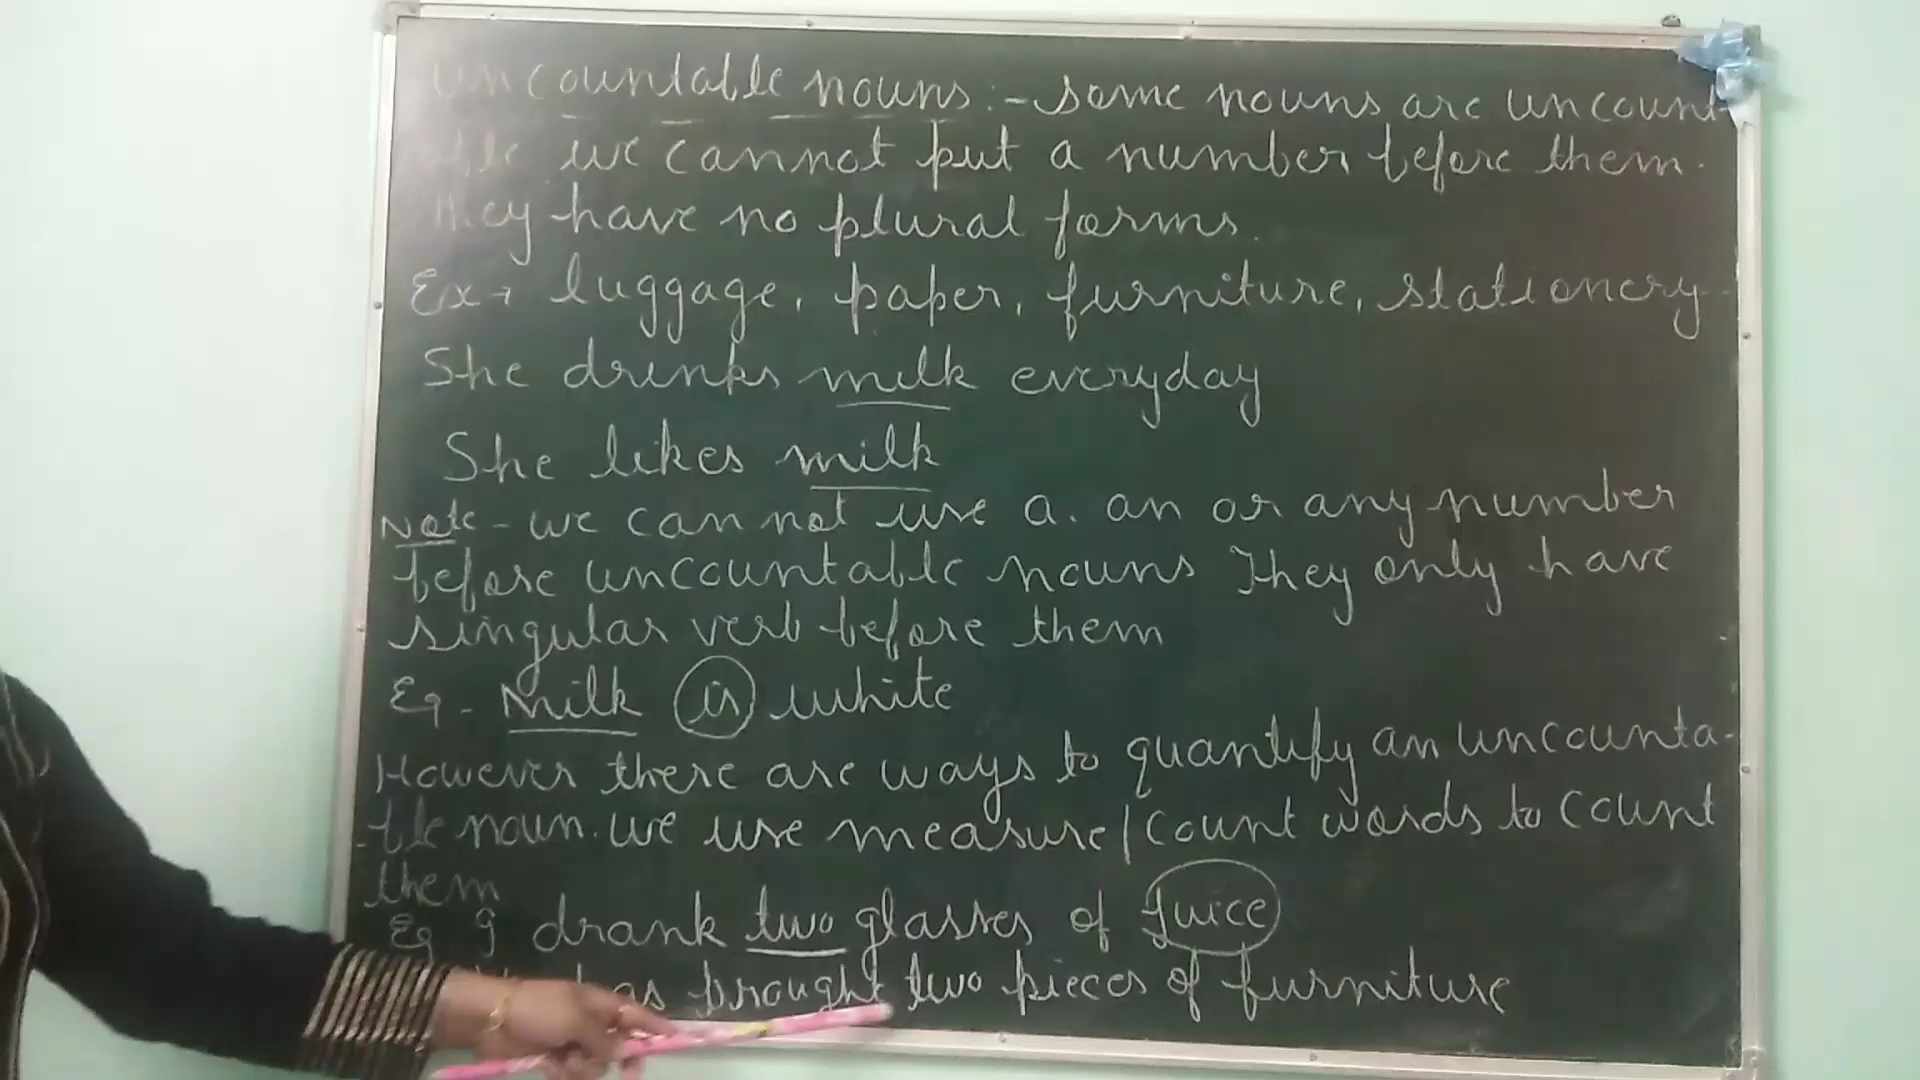 uncountable nouns :- some nouns are uncount-
ble we cannot put a number before them.
They have no plural forms.
Ex → luggage, paper, furniture, stationery
She drinks milk everyday
She likes milk
Note - we can not use a. an or any number
before uncountable nouns They only have
singular verb before them
Eg - Milk is white
However there are ways to quantify an uncounta-
-ble noun. we use measure/count words to count
them
Eg I drank two glasses of Juice
has brought two pieces of furniture